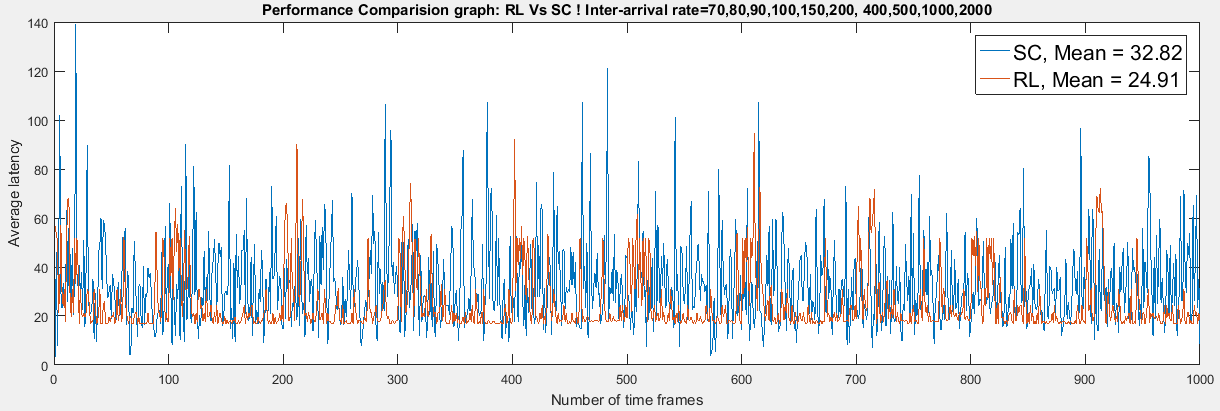 Performance Comparision graph: RL Vs SC ! Inter-arrival rate=70,80,90,100,150,200, 400,500,1000,2000
SC, Mean = 32.82
RL, Mean = 24.91
Average latency
140
120
100
80
60
40
20
0
0 100 200 300 400 500 600 700 800 900 1000
Number of time frames